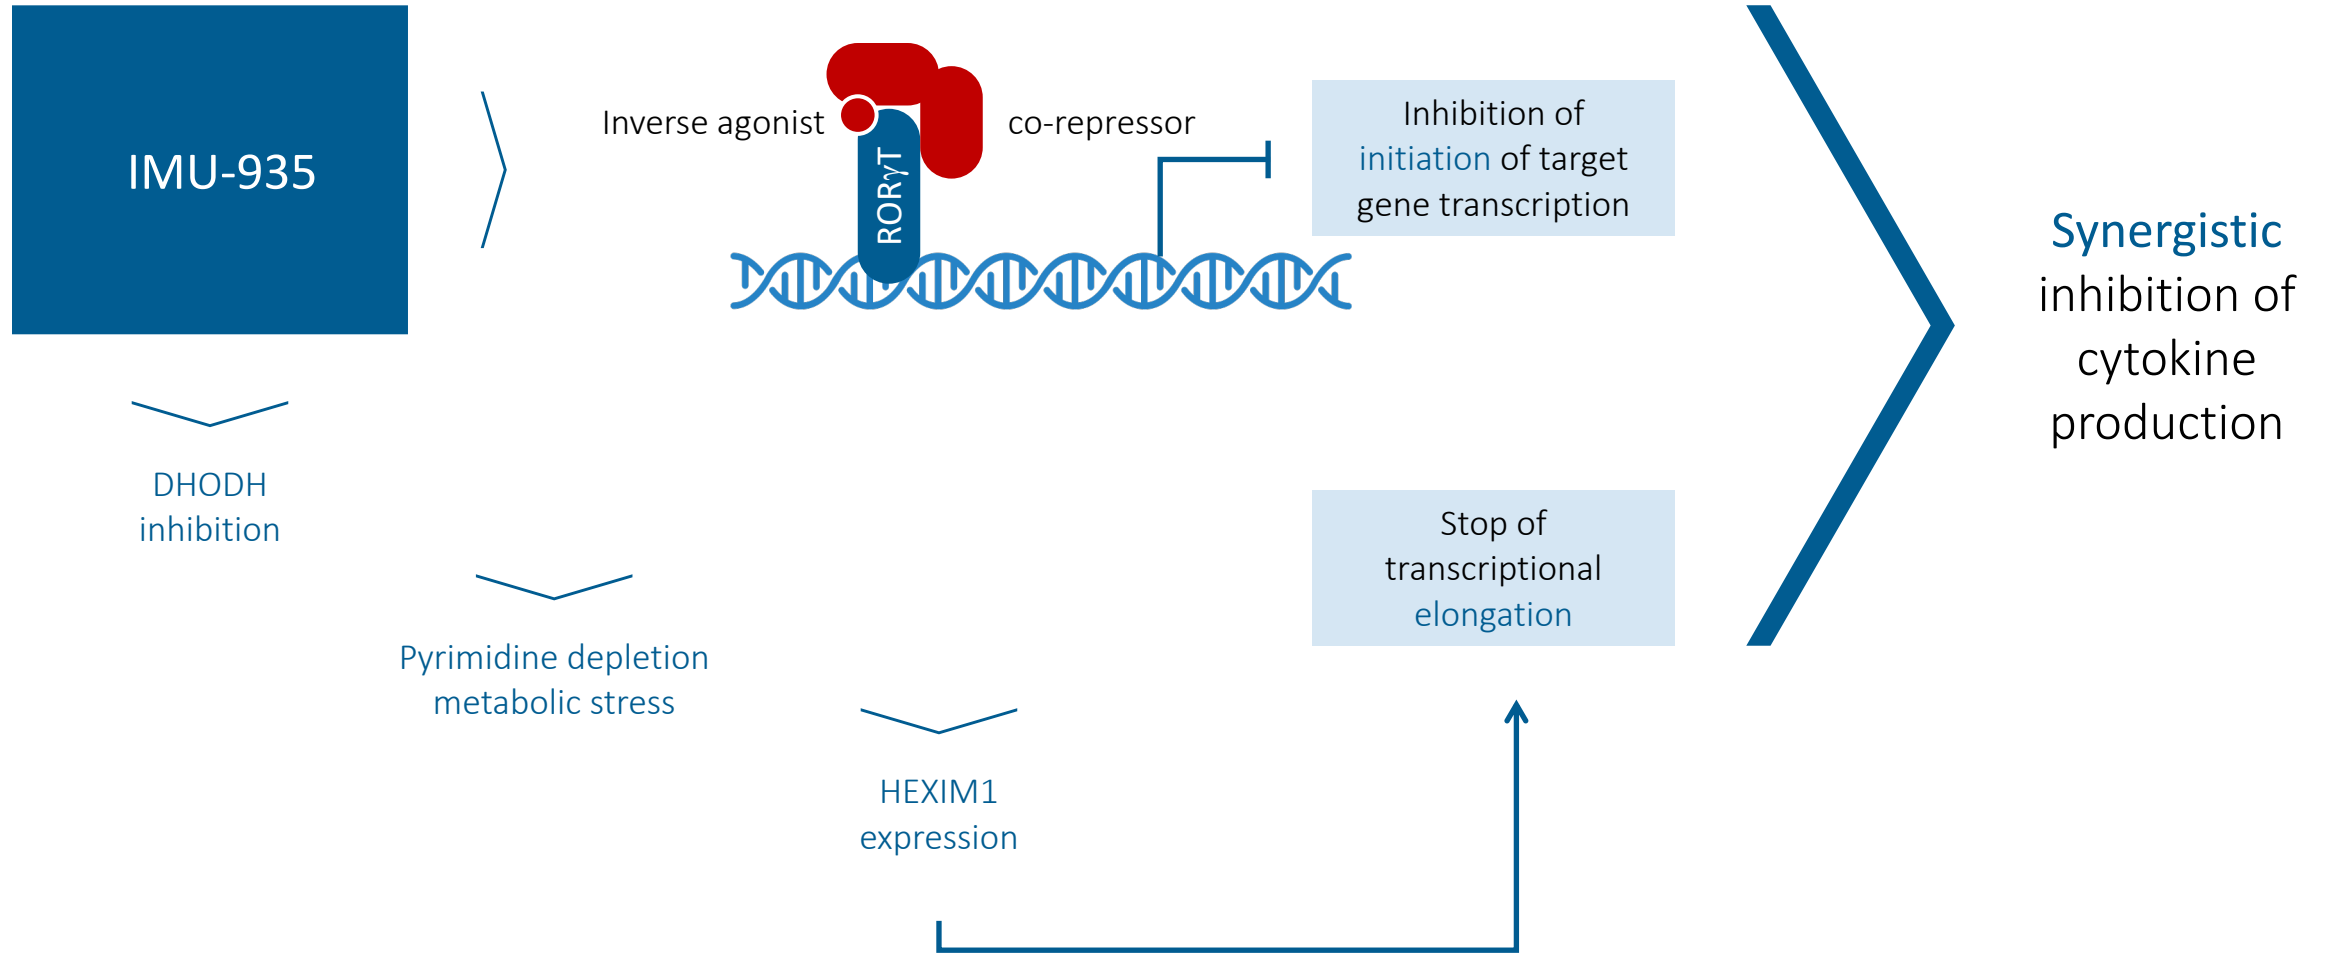 IMU-935
Inverse agonist
RORγT
co-repressor
Inhibition of
initiation of target
gene transcription
Synergistic
inhibition of
cytokine
production
DHODH
inhibition
Pyrimidine depletion
metabolic stress
HEXIM1
expression
Stop of
transcriptional
elongation